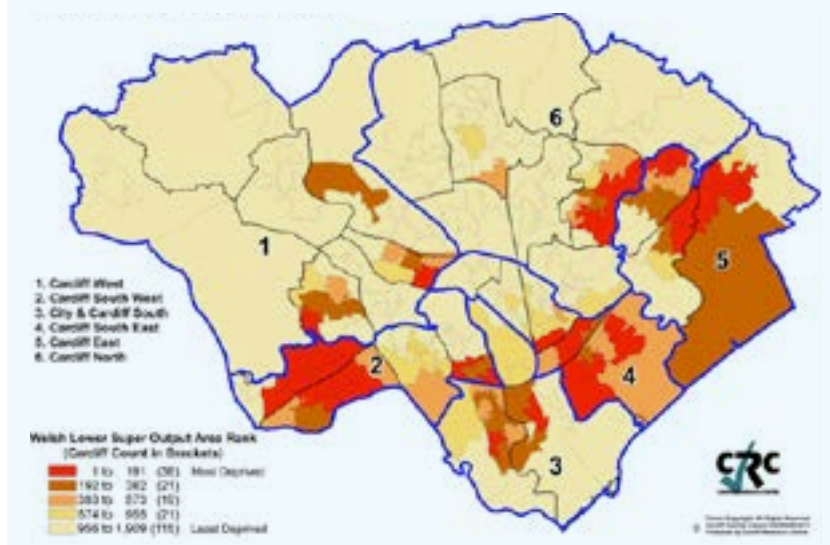 6
1
5
1. Cardiff West
2. Cardiff South West
3. City & Cardiff South
4. Cardiff South East
5. Cardiff East
6. Cardiff North
2
4
3
Welsh Lower Super Output Area Rank
(Cardiff Count in Brackets)
1 to 191 Most Deprived
192 to 382 (21)
383 to 573
574 to 955 (21)
956 to 1,909 Least Deprived
CRC